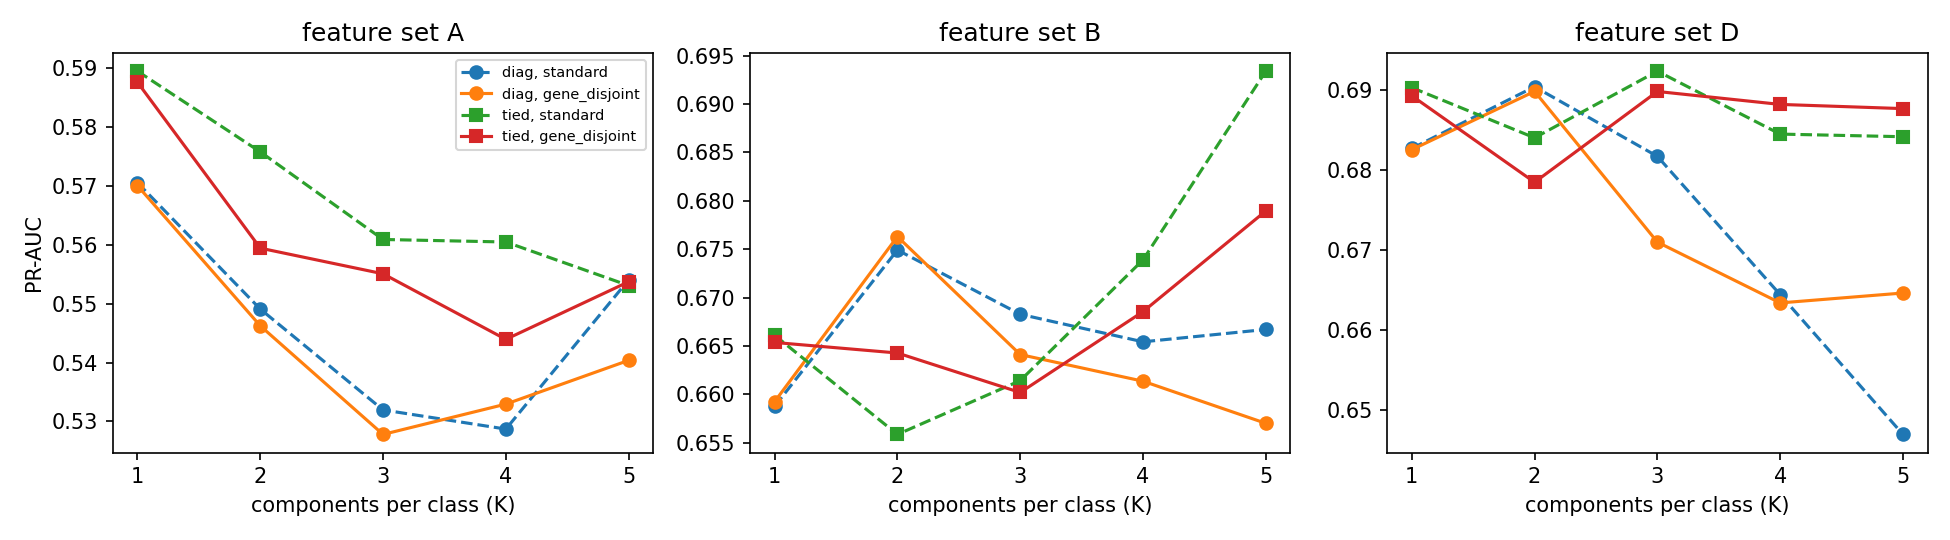 feature set A
feature set B
feature set D
PR-AUC
0.59
0.58
0.57
0.56
0.55
0.54
0.53
diag, standard
diag, gene_disjoint
tied, standard
tied, gene_disjoint
1 2 3 4 5
components per class (K)
0.695
0.690
0.685
0.680
0.675
0.670
0.665
0.660
0.655
1 2 3 4 5
components per class (K)
0.69
0.68
0.67
0.66
0.65
1 2 3 4 5
components per class (K)